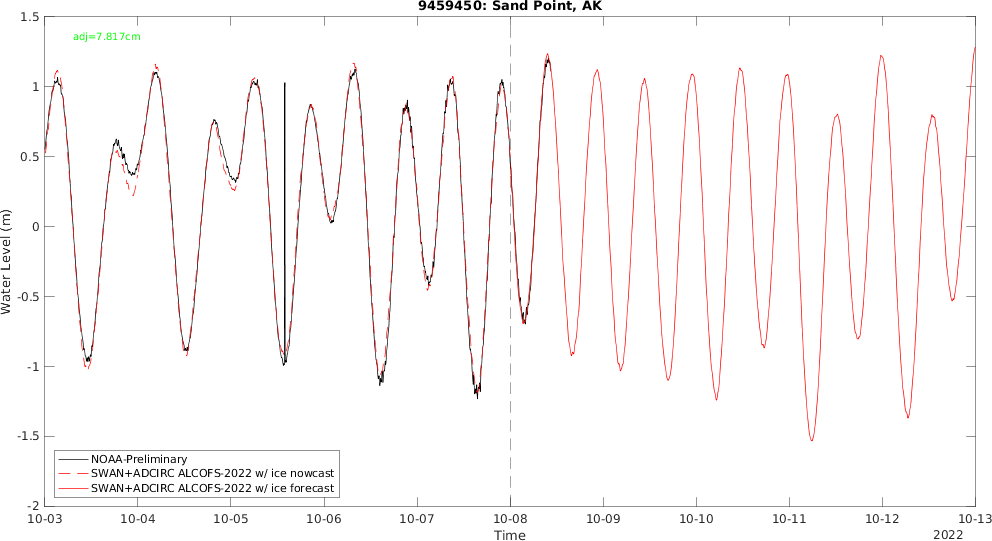 9459450: Sand Point, AK
adj=7.817cm
1.5
1
0.5
0
-0.5
-1
-1.5
-2
Water Level (m)
NOAA-Preliminary
SWAN+ADCIRC ALCOFS-2022 w/ ice nowcast
SWAN+ADCIRC ALCOFS-2022 w/ ice forecast
10-03 10-04 10-05 10-06 10-07 10-08 10-09 10-10 10-11 10-12 10-13
Time
2022